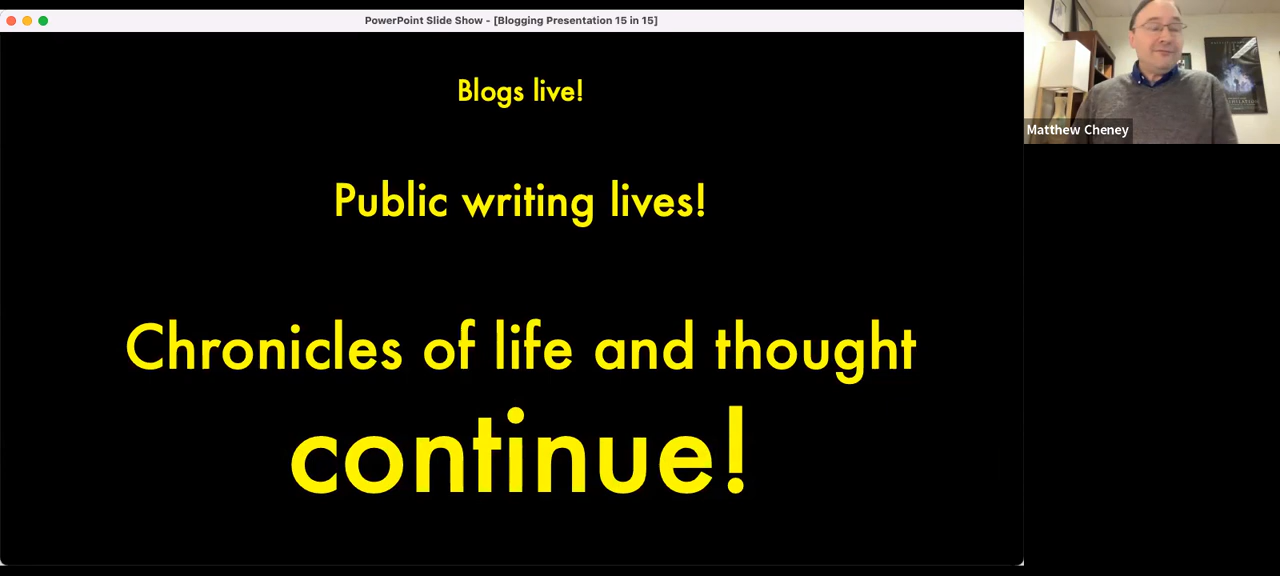 PowerPoint Slide Show - [Blogging Presentation 15 in 15]
Blogs live!
Public writing lives!
Chronicles of life and thought
continue!
Matthew Cheney